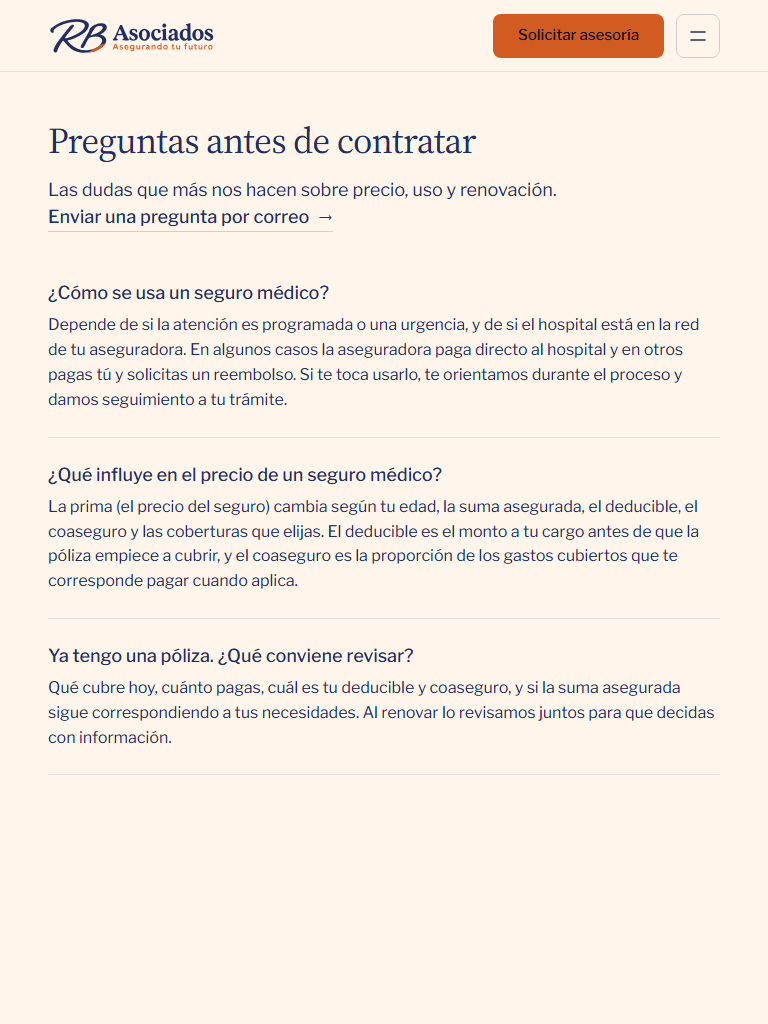 RB Asociados
Asegurando tu futuro
Solicitar asesoría
Preguntas antes de contratar
Las dudas que más nos hacen sobre precio, uso y renovación.
Enviar una pregunta por correo →
¿Cómo se usa un seguro médico?
Depende de si la atención es programada o una urgencia, y de si el hospital está en la red
de tu aseguradora. En algunos casos la aseguradora paga directo al hospital y en otros
pagas tú y solicitas un reembolso. Si te toca usarlo, te orientamos durante el proceso y
damos seguimiento a tu trámite.
¿Qué influye en el precio de un seguro médico?
La prima (el precio del seguro) cambia según tu edad, la suma asegurada, el deducible, el
coaseguro y las coberturas que elijas. El deducible es el monto a tu cargo antes de que la
póliza empiece a cubrir, y el coaseguro es la proporción de los gastos cubiertos que te
corresponde pagar cuando aplica.
Ya tengo una póliza. ¿Qué conviene revisar?
Qué cubre hoy, cuánto pagas, cuál es tu deducible y coaseguro, y si la suma asegurada
sigue correspondiendo a tus necesidades. Al renovar lo revisamos juntos para que decidas
con información.